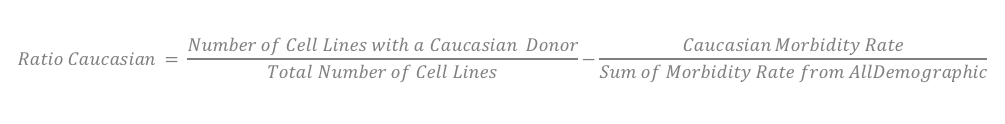 Ratio Caucasian = Number of Cell Lines with a Caucasian Donor / Total Number of Cell Lines − Caucasian Morbidity Rate / Sum of Morbidity Rate from AllDemographic